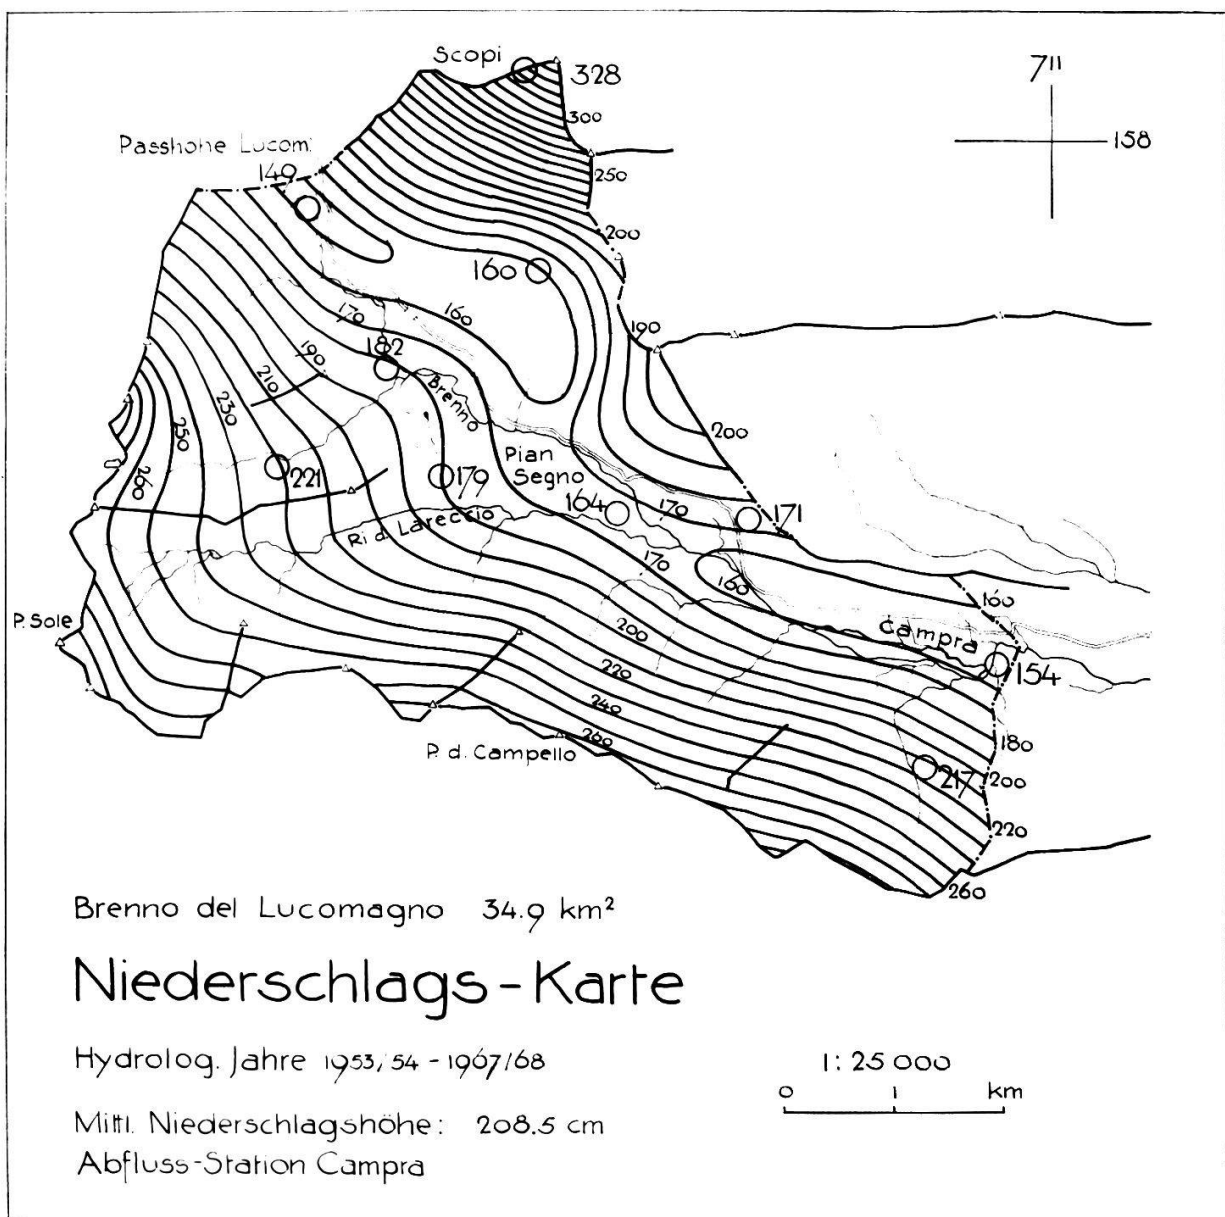 Scopi
328
7''
300
158
Passhöhe Lucom.
149
250
200
160
160
190
170
182
190
210
Brenno
230
250
200
260
221
179
Pian
Segno
164
170
171
Ri d. Lareccio
170
160
160
P. Sole
200
Campra
154
220
240
180
P. d. Campello
260
217
200
220
260
Brenno del Lucomagno 34.9 km²
Niederschlags-Karte
Hydrolog. Jahre 1953/54 - 1967/68
1:25 000
0 1 km
Mittl. Niederschlagshöhe: 208.5 cm
Abfluss-Station Campra